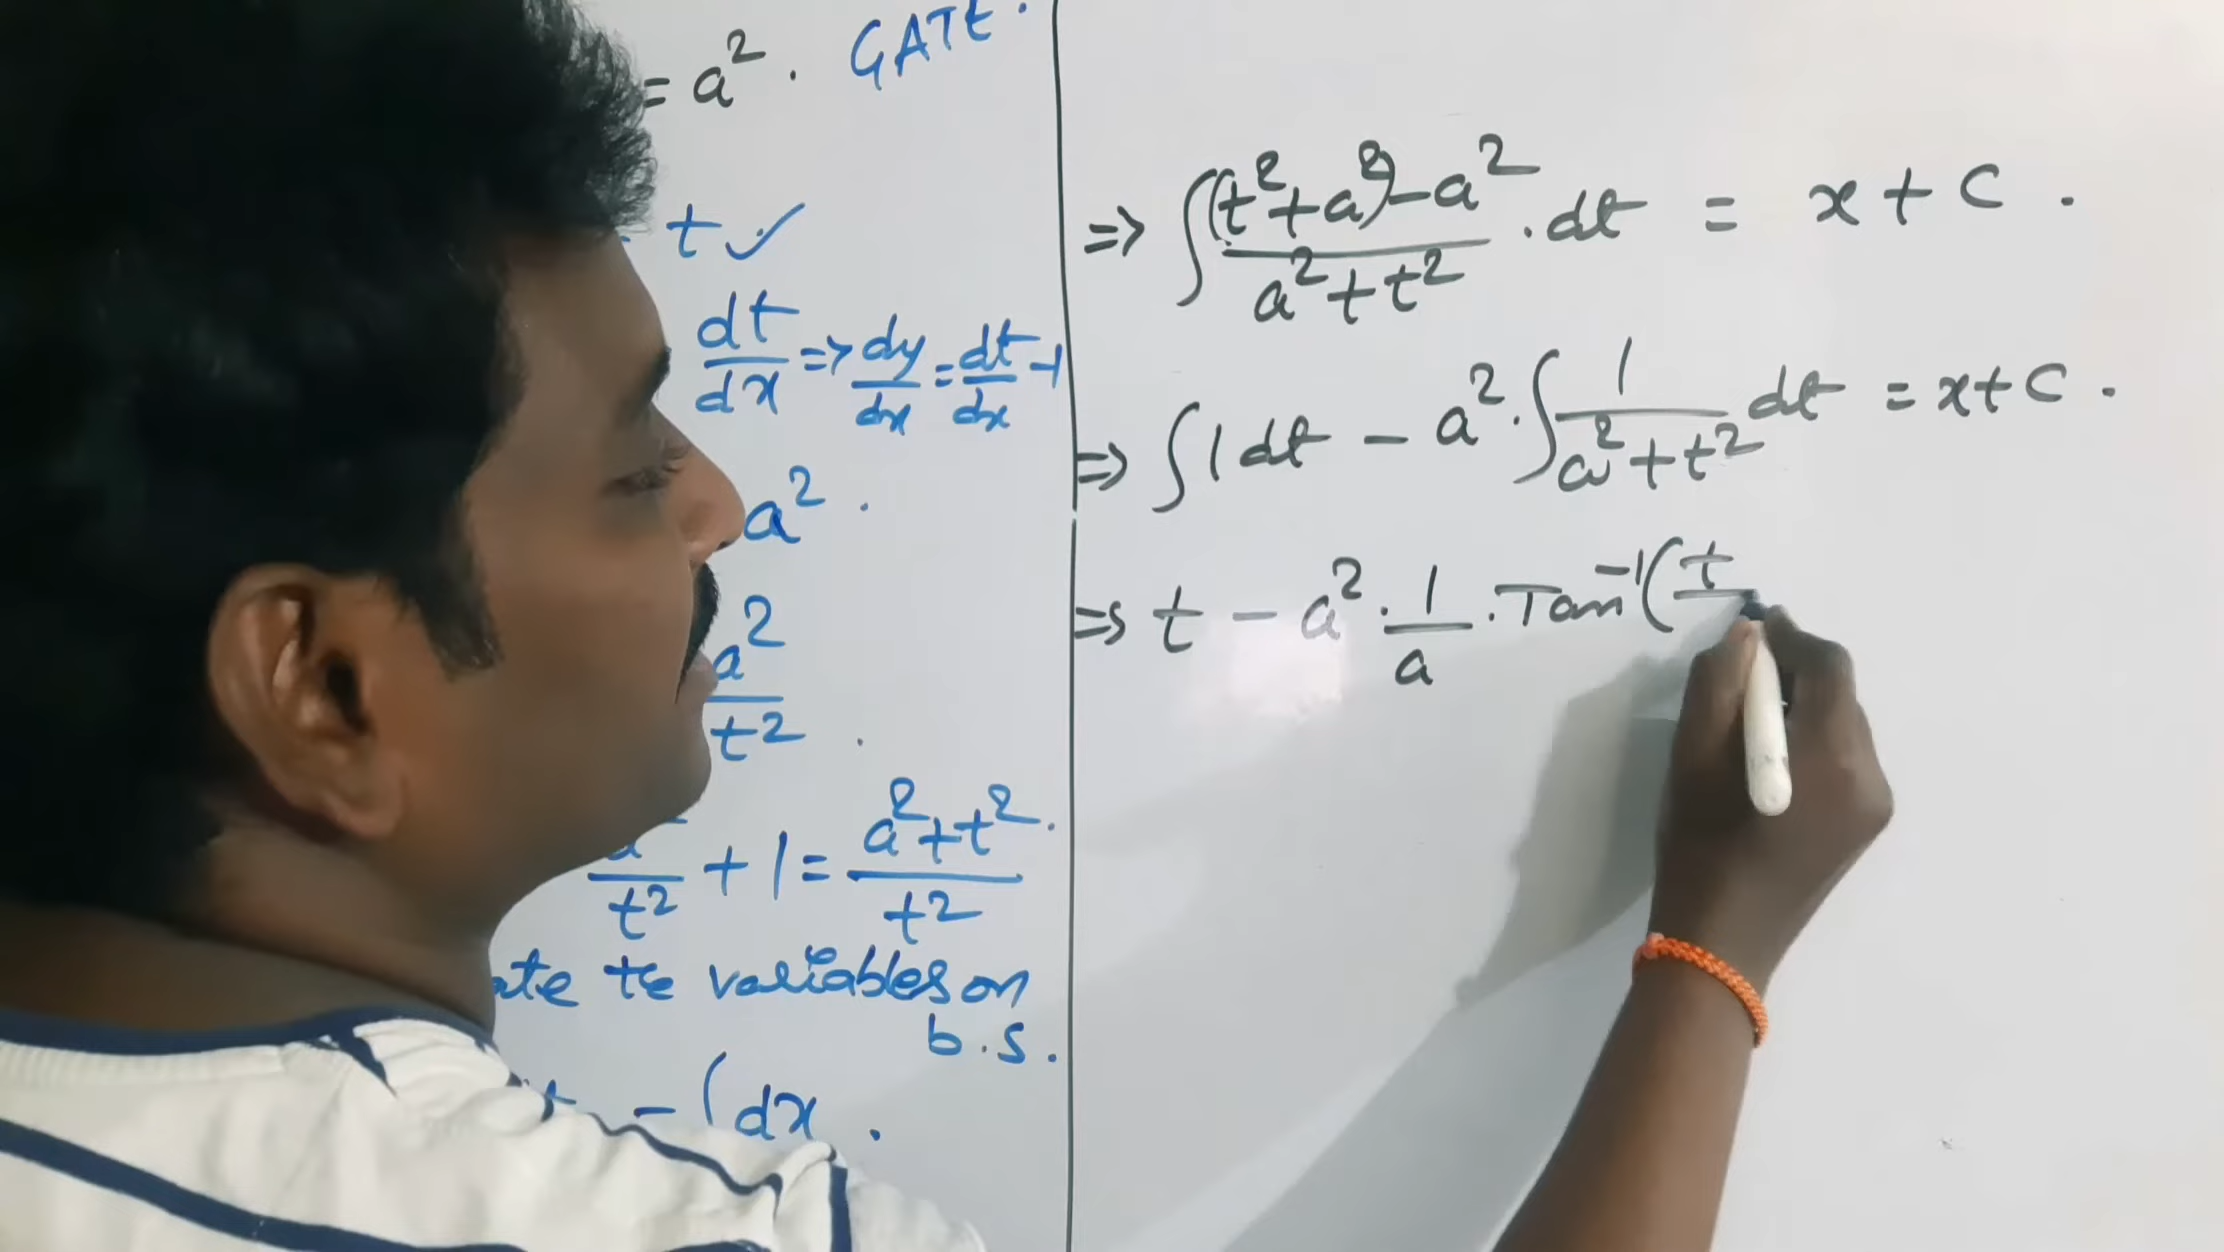 = a² . GATE .
t ✓
dt/dx => dy/dx = dt/dx - 1
a² .
a²/t² .
a²/t² + 1 = a²+t²/t² .
ate te variables on
b.s.
- ∫ dx .
=> ∫ (t²+a²)-a²/a²+t² . dt = x + C .
=> ∫ 1 dt - a² . ∫ 1/a²+t² dt = x+C .
=> t - a² . 1/a . Tan⁻¹(t